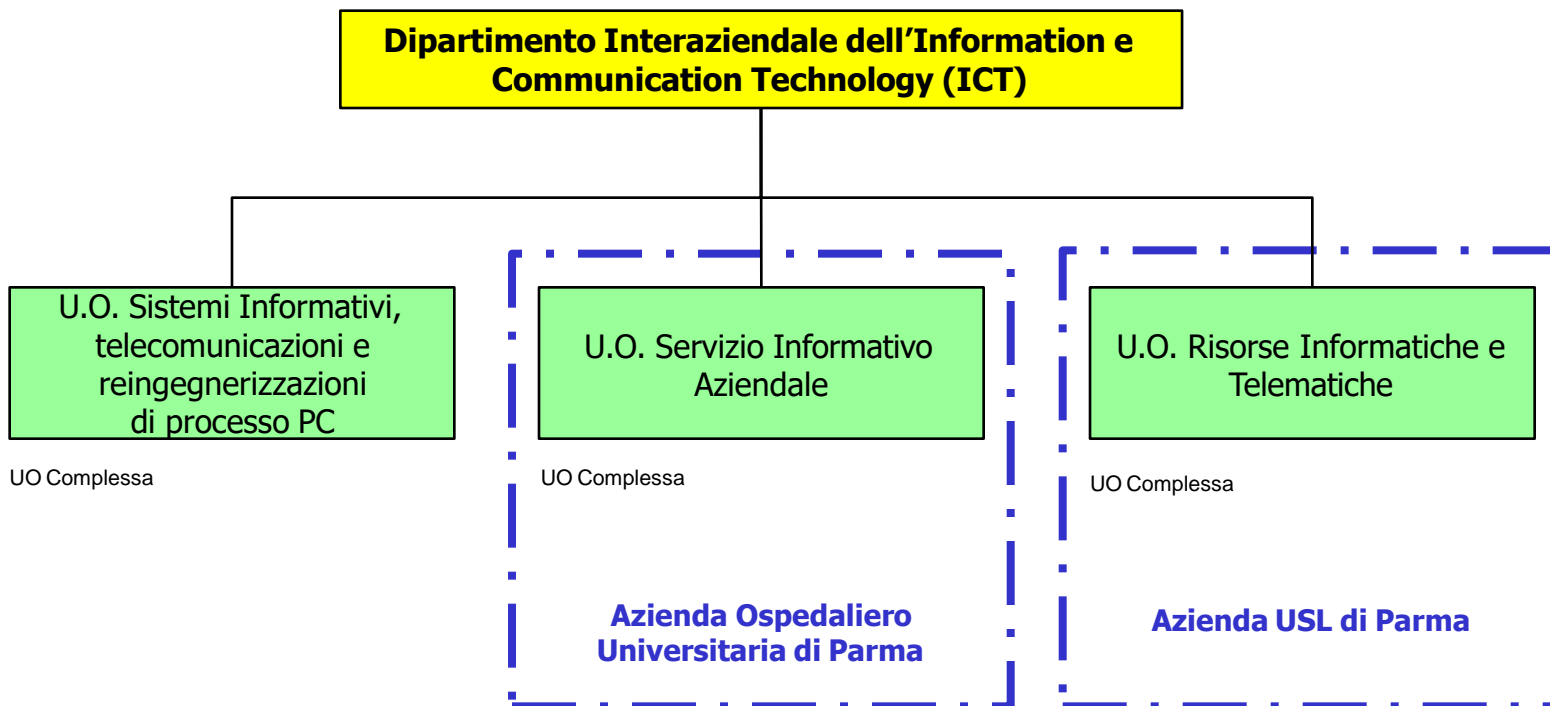 Dipartimento Interaziendale dell’Information e
Communication Technology (ICT)
U.O. Sistemi Informativi,
telecomunicazioni e
reingegnerizzazioni
di processo PC
UO Complessa
U.O. Servizio Informativo
Aziendale
UO Complessa
Azienda Ospedaliero
Universitaria di Parma
U.O. Risorse Informatiche e
Telematiche
UO Complessa
Azienda USL di Parma